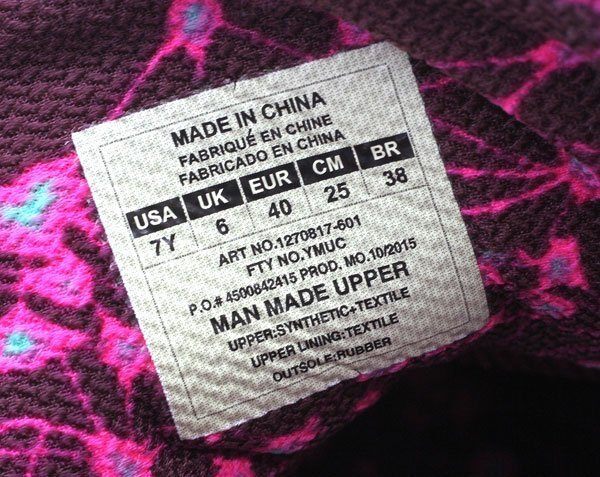 MADE IN CHINA
FABRIQUÉ EN CHINE
FABRICADO EN CHINA
USA UK EUR CM BR
7Y 6 40 25 38
ART NO.1270817-601
FTY NO.YMUC
P.O.# 4500842415 PROD. MO.10/2015
MAN MADE UPPER
UPPER:SYNTHETIC+TEXTILE
UPPER LINING:TEXTILE
OUTSOLE:RUBBER